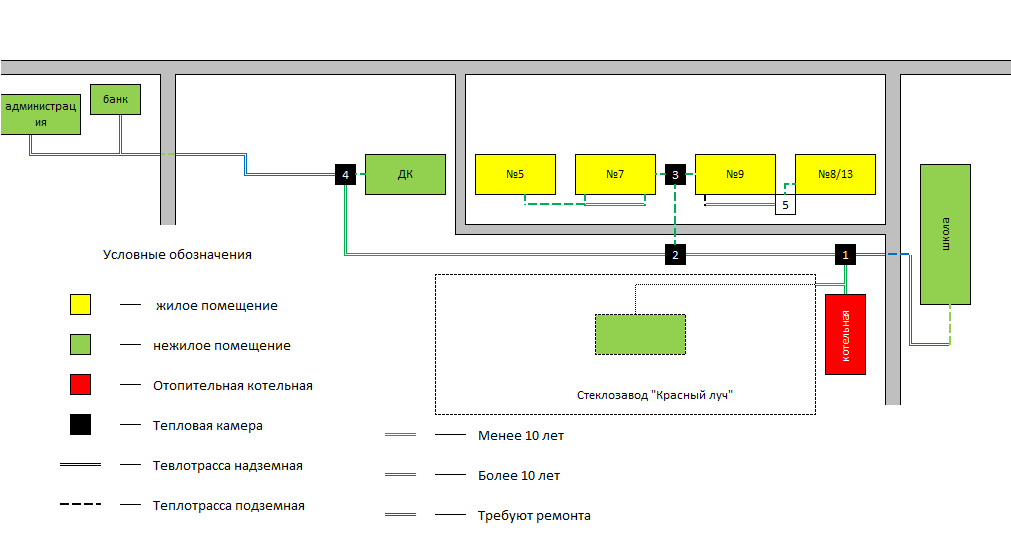 администрац
ия
банк
4
ДК
№5
№7
3
№9
№8/13
5
школа
2
1
котельная
Стеклозавод "Красный луч"
Условные обозначения
жилое помещение
нежилое помещение
Отопительная котельная
Тепловая камера
Тевлотрасса надземная
Теплотрасса подземная
Менее 10 лет
Более 10 лет
Требуют ремонта